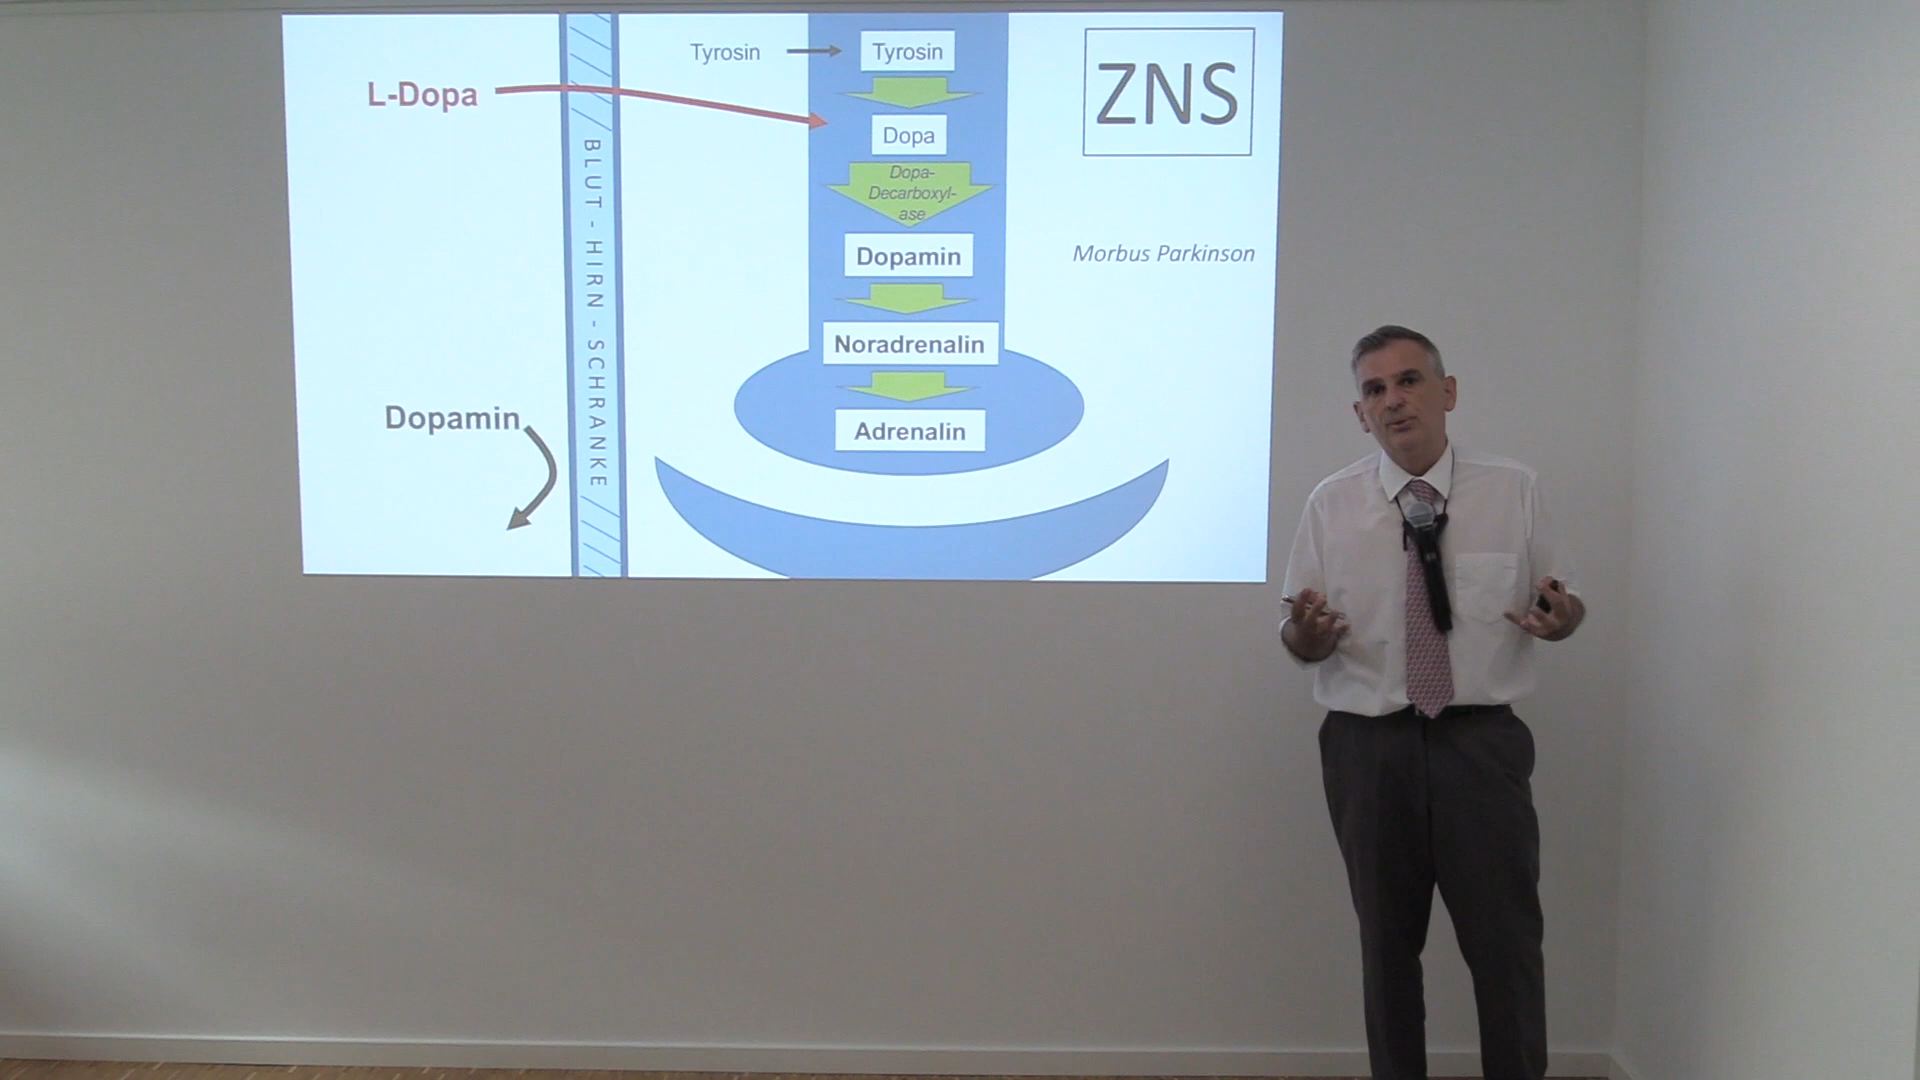 Tyrosin
Tyrosin
ZNS
L-Dopa
Dopa
Dopa-
Decarboxyl-
ase
BLUT-HIRN-SCHRANKE
Dopamin
Morbus Parkinson
Noradrenalin
Dopamin
Adrenalin